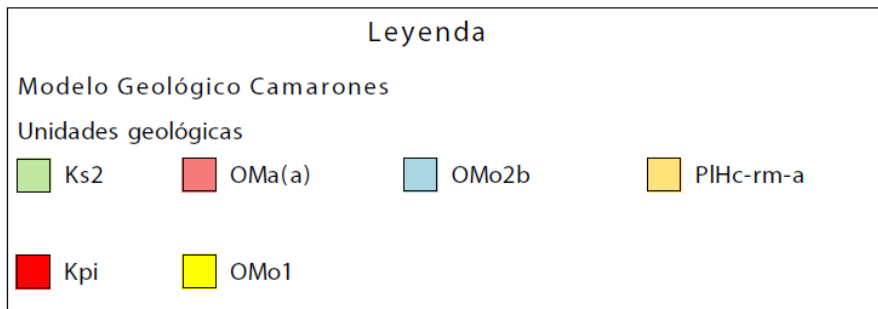 Leyenda
Modelo Geológico Camarones
Unidades geológicas
Ks2 OMa(a) OMo2b PlHc-rm-a
Kpi OMo1